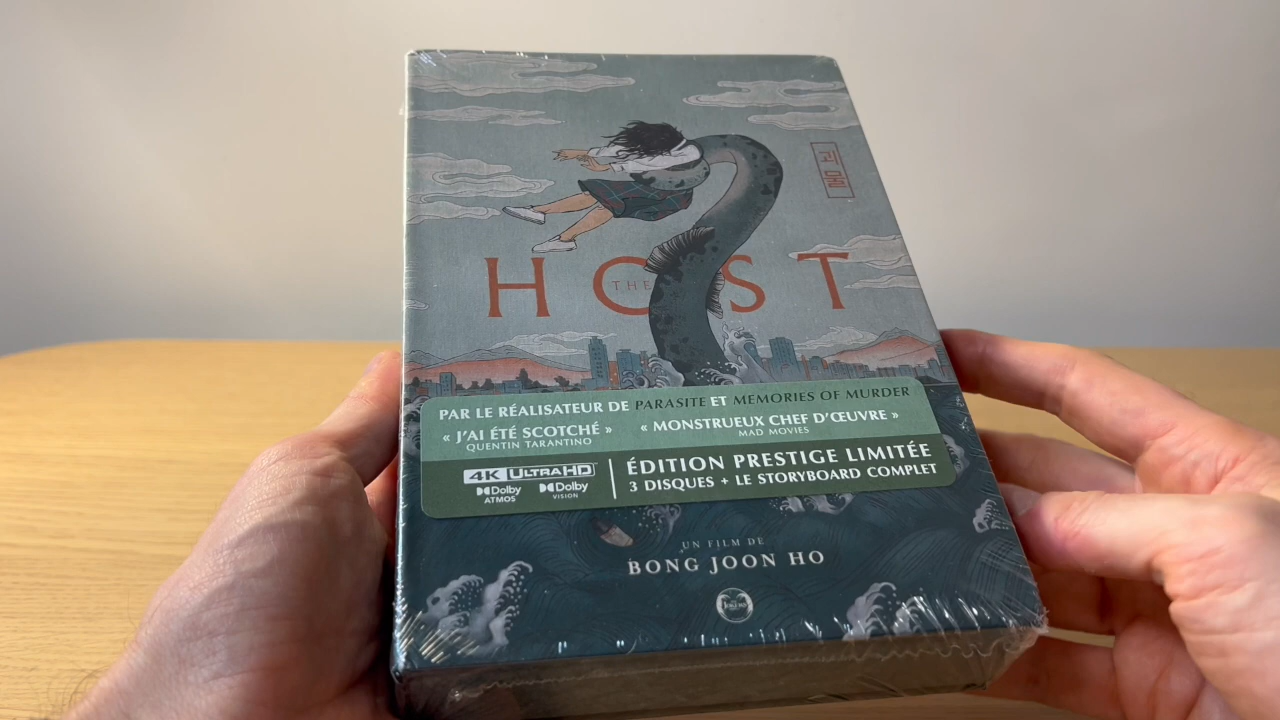 괴물
HOST
THE
PAR LE RÉALISATEUR DE PARASITE ET MEMORIES OF MURDER
« J'AI ÉTÉ SCOTCHÉ »
QUENTIN TARANTINO
« MONSTRUEUX CHEF D'ŒUVRE »
MAD MOVIES
4K ULTRA HD
Dolby ATMOS
Dolby VISION
ÉDITION PRESTIGE LIMITÉE
3 DISQUES + LE STORYBOARD COMPLET
UN FILM DE
BONG JOON HO